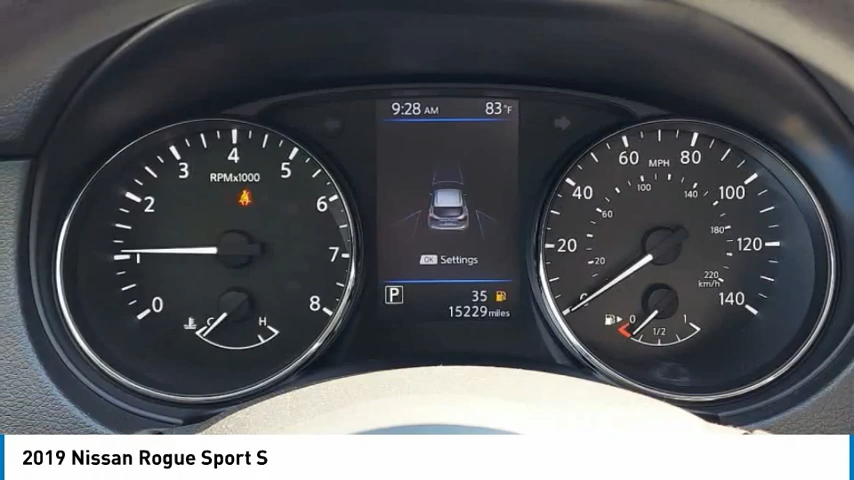 9:28 AM 83°F
0 1 2 3 4 5 6 7 8
RPMx1000
C H
OK Settings
P 35
15229 miles
0 20 40 60 80 100 120 140
MPH
20 60 100 140 180 220
km/h
0 1/2 1
2019 Nissan Rogue Sport S